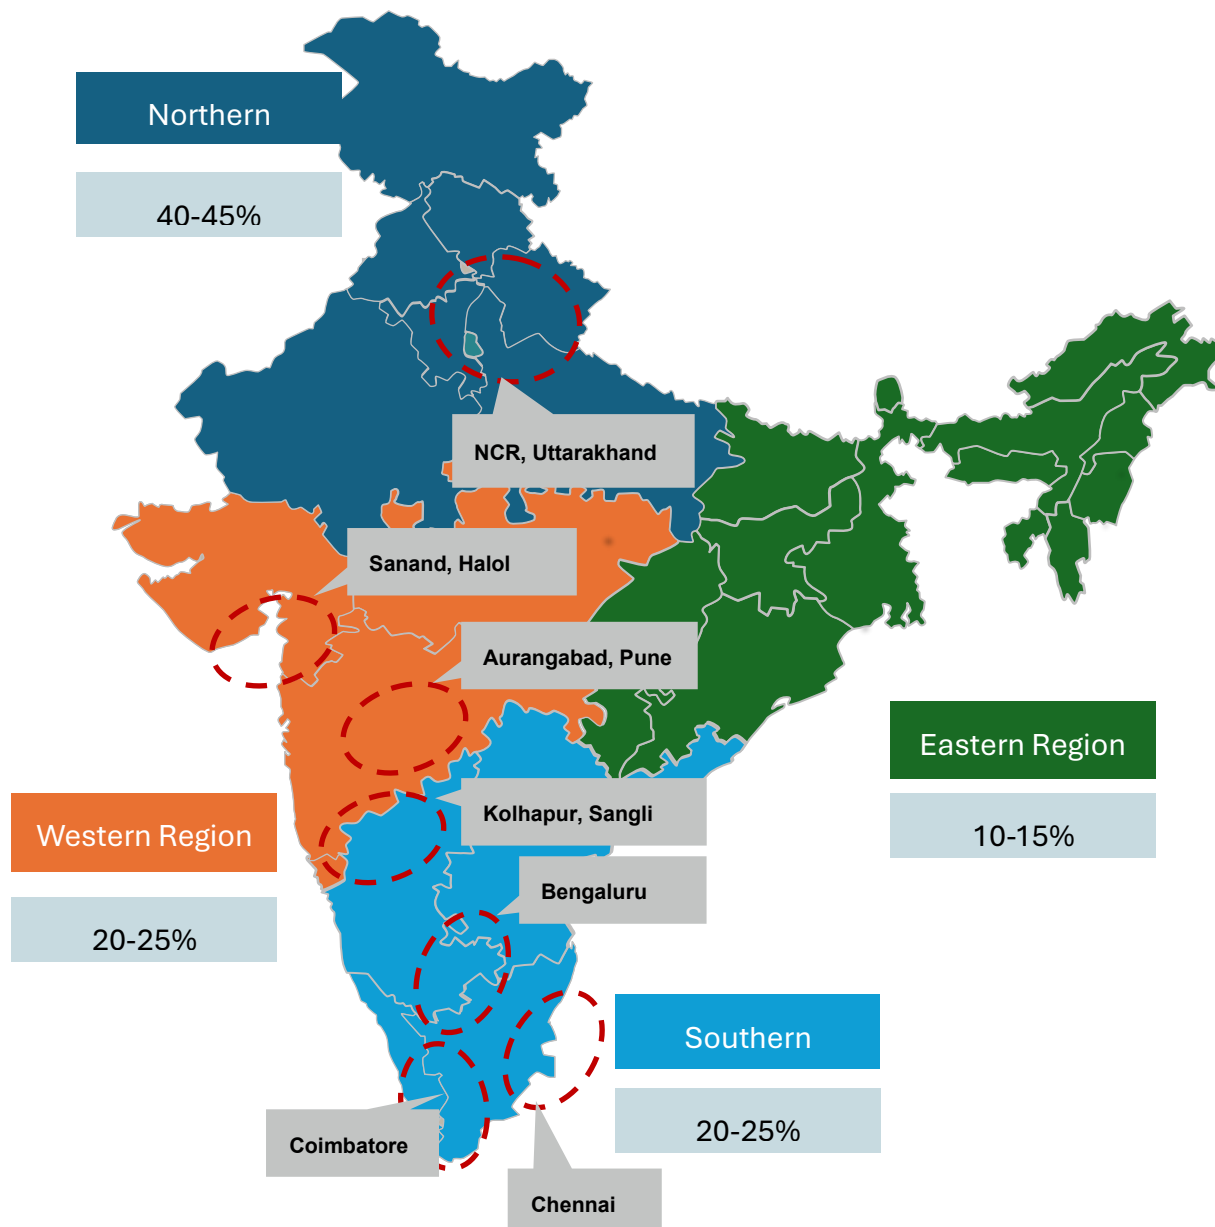 Northern
40-45%
NCR, Uttarakhand
Sanand, Halol
Aurangabad, Pune
Eastern Region
10-15%
Kolhapur, Sangli
Western Region
20-25%
Bengaluru
Southern
20-25%
Coimbatore
Chennai